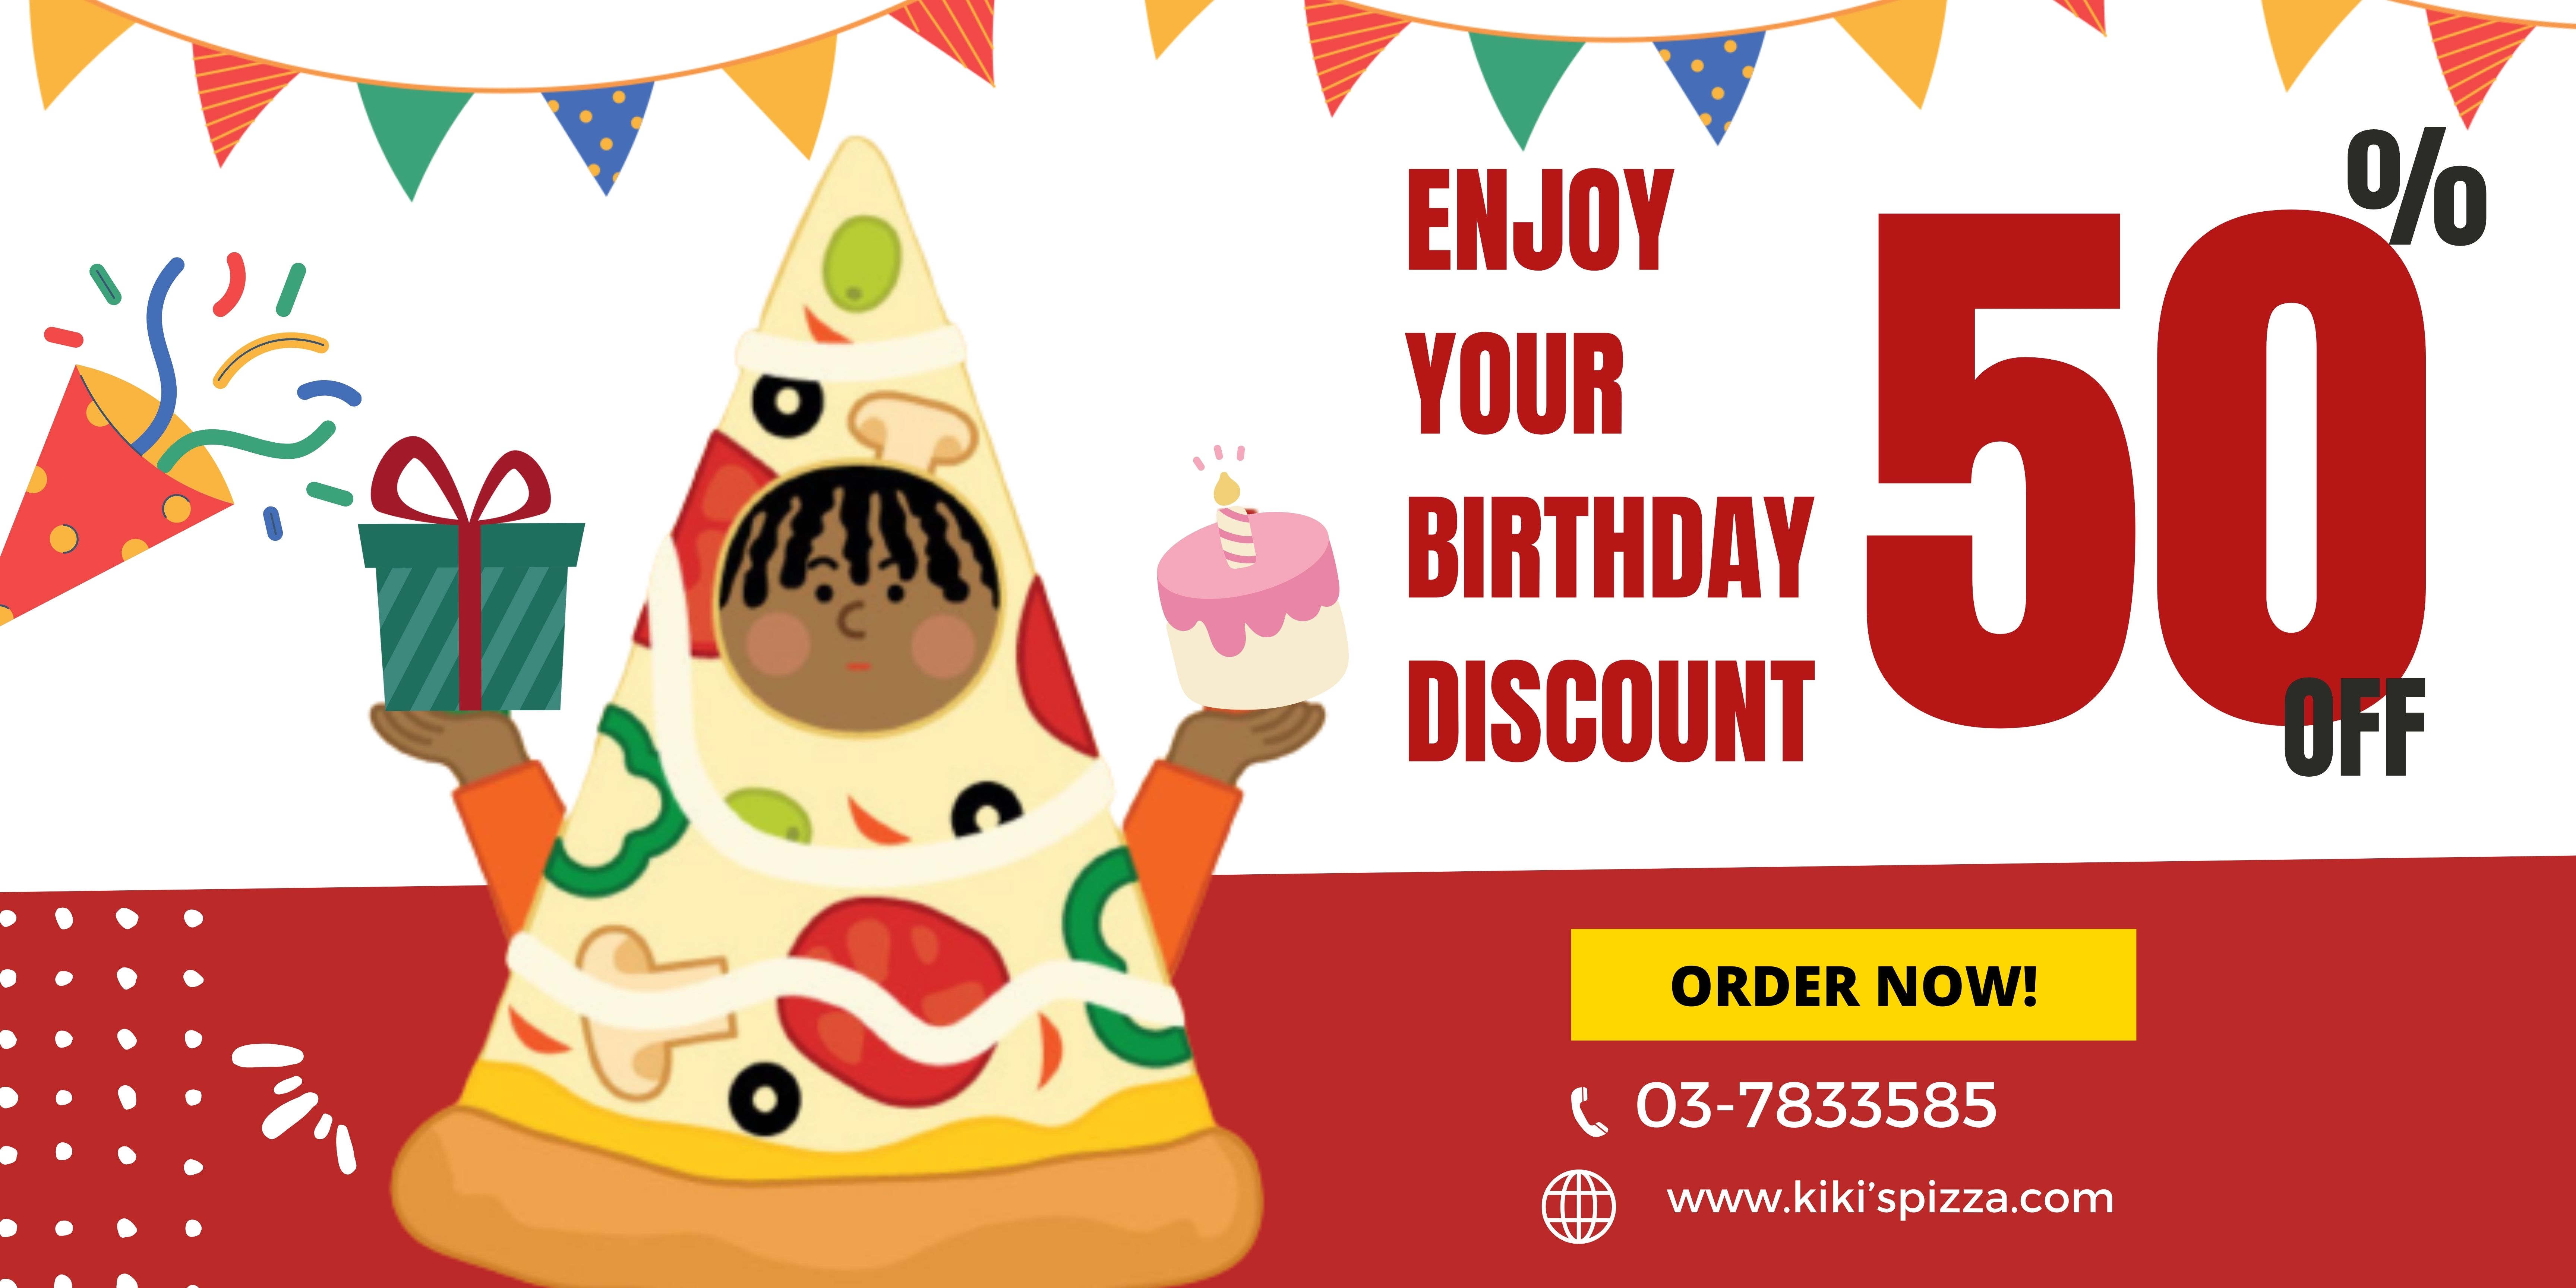 ENJOY
YOUR
BIRTHDAY
DISCOUNT
50%
OFF
ORDER NOW!
03-7833585
www.kiki’spizza.com